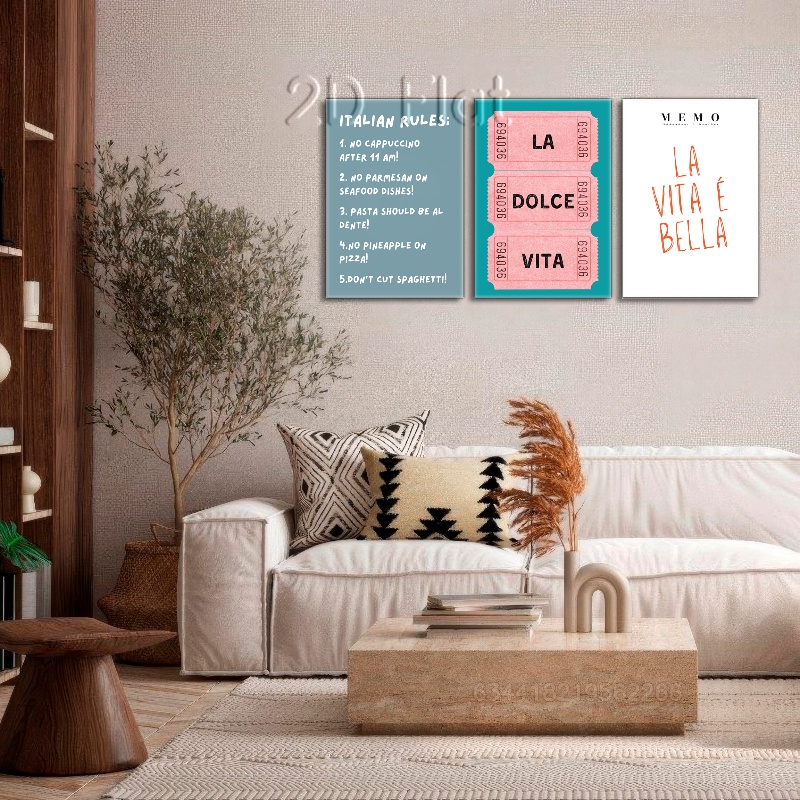 2D Flat
ITALIAN RULES:
1. NO CAPPUCCINO
AFTER 11 AM!
2. NO PARMESAN ON
SEAFOOD DISHES!
3. PASTA SHOULD BE AL
DENTE!
4.NO PINEAPPLE ON
PIZZA!
5.DON'T CUT SPAGHETTI!
694036
LA
694036
694036
DOLCE
694036
694036
VITA
694036
MEMO
LA
VITA É
BELLA